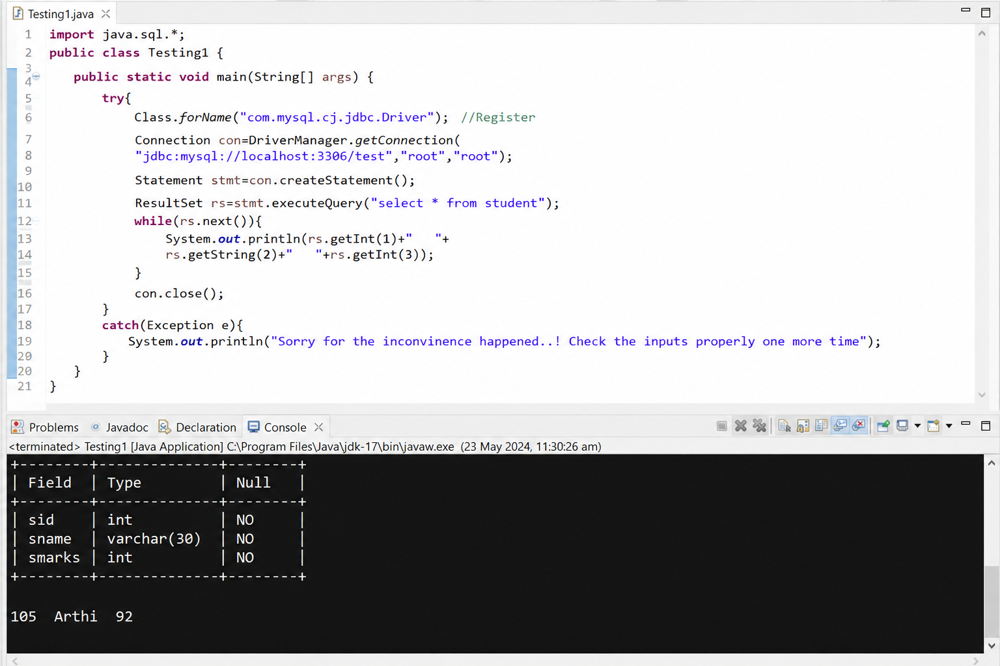 Testing1.java
1 import java.sql.*;
2 public class Testing1 {
3
4 public static void main(String[] args) {
5 try{
6 Class.forName("com.mysql.cj.jdbc.Driver"); //Register
7 Connection con=DriverManager.getConnection(
8 "jdbc:mysql://localhost:3306/test","root","root");
9
10 Statement stmt=con.createStatement();
11 ResultSet rs=stmt.executeQuery("select * from student");
12 while(rs.next()){
13 System.out.println(rs.getInt(1)+"   "+
14 rs.getString(2)+"   "+rs.getInt(3));
15 }
16 con.close();
17 }
18 catch(Exception e){
19 System.out.println("Sorry for the inconvinence happened..! Check the inputs properly one more time");
20 }
20 }
21 }
Problems Javadoc Declaration Console
<terminated> Testing1 [Java Application] C:\Program Files\Java\jdk-17\bin\javaw.exe (23 May 2024, 11:30:26 am)
+--------+--------------+--------+
| Field  | Type         | Null   |
+--------+--------------+--------+
| sid    | int          | NO     |
| sname  | varchar(30)  | NO     |
| smarks | int          | NO     |
+--------+--------------+--------+
105  Arthi  92